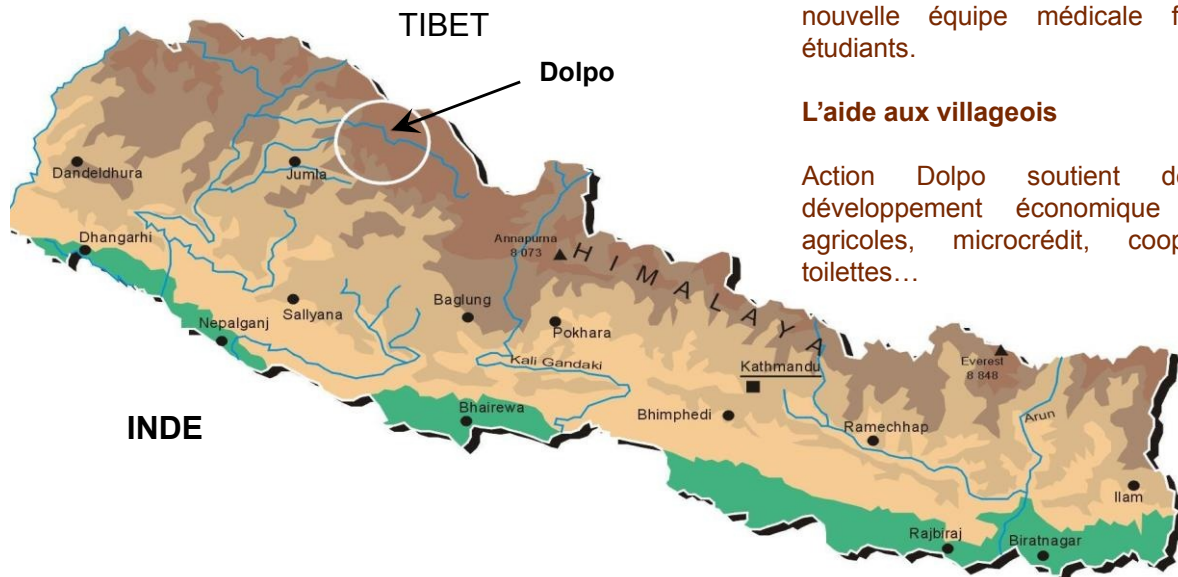 TIBET
Dolpo
Dandeldhura
Jumla
Dhangarhi
Annapurna
8 073
HIMALAYA
Nepalganj
Sallyana
Baglung
Pokhara
Kali Gandaki
Kathmandu
Everest
8 848
INDE
Bhairewa
Bhimphedi
Ramechhap
Arun
Ilam
Rajbiraj
Biratnagar
nouvelle équipe médicale
étudiants.
L’aide aux villageois
Action Dolpo soutient
développement économique
agricoles, microcrédit,
toilettes…